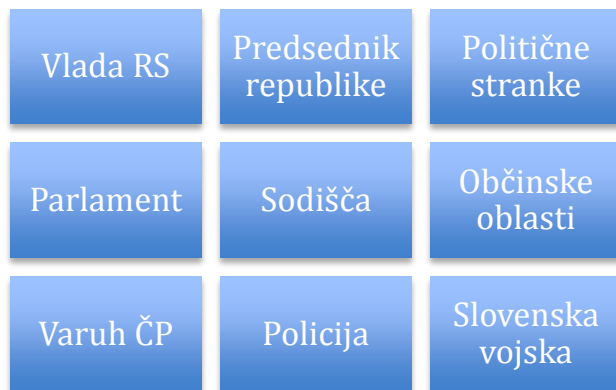 Vlada RS
Predsednik
republike
Politične
stranke
Parlament
Sodišča
Občinske
oblasti
Varuh ČP
Policija
Slovenska
vojska